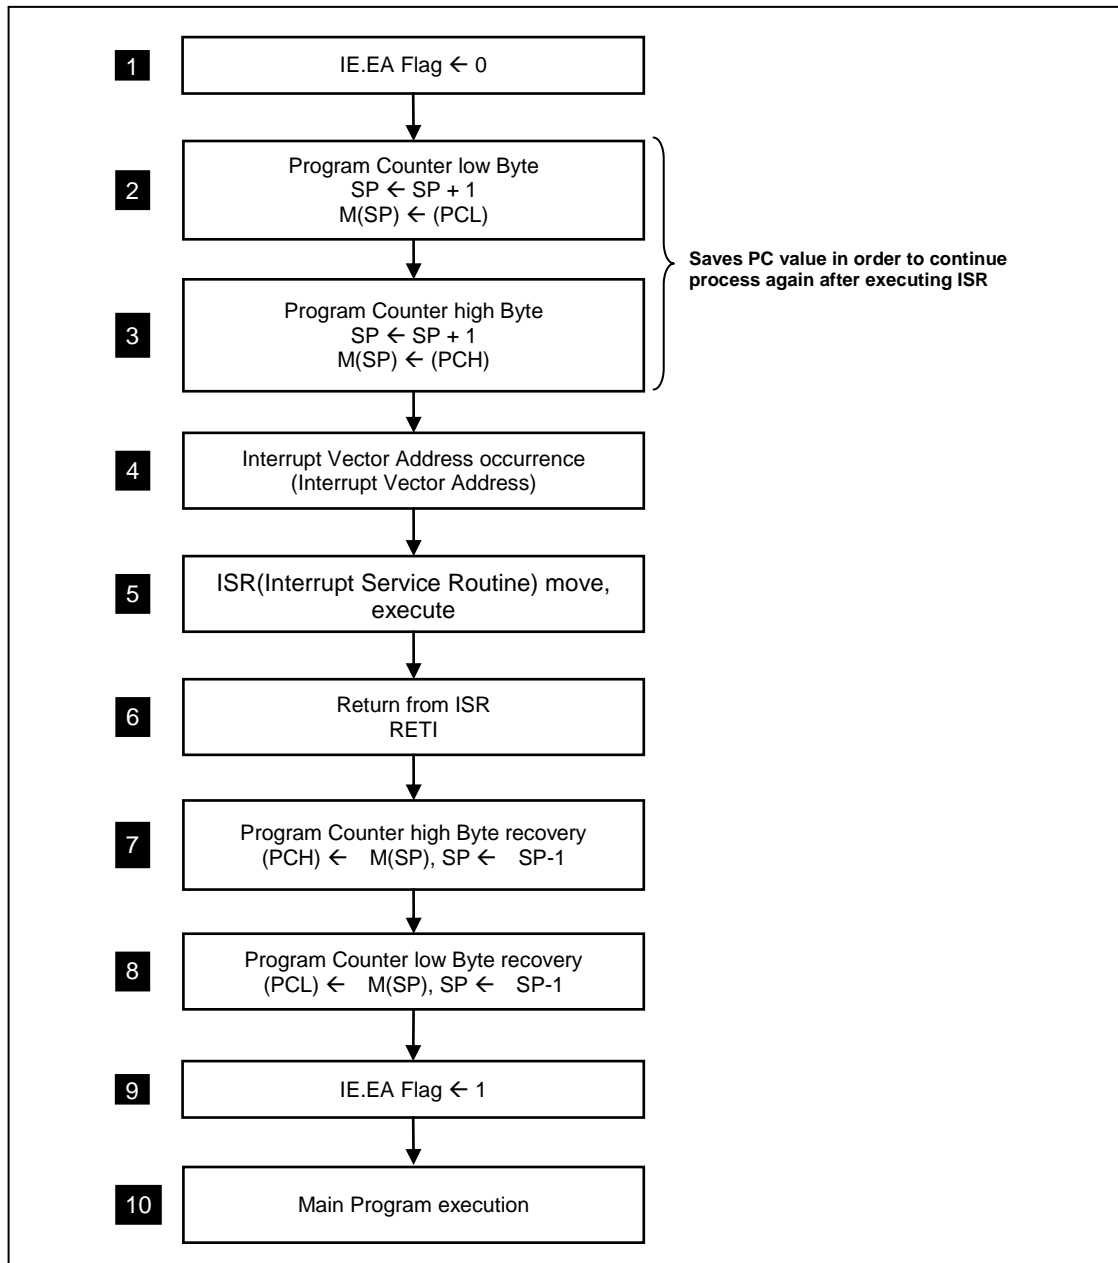 1
IE.EA Flag ← 0
2
Program Counter low Byte
SP ← SP + 1
M(SP) ← (PCL)
Saves PC value in order to continue
process again after executing ISR
3
Program Counter high Byte
SP ← SP + 1
M(SP) ← (PCH)
4
Interrupt Vector Address occurrence
(Interrupt Vector Address)
5
ISR(Interrupt Service Routine) move,
execute
6
Return from ISR
RETI
7
Program Counter high Byte recovery
(PCH) ← M(SP), SP ← SP-1
8
Program Counter low Byte recovery
(PCL) ← M(SP), SP ← SP-1
9
IE.EA Flag ← 1
10
Main Program execution